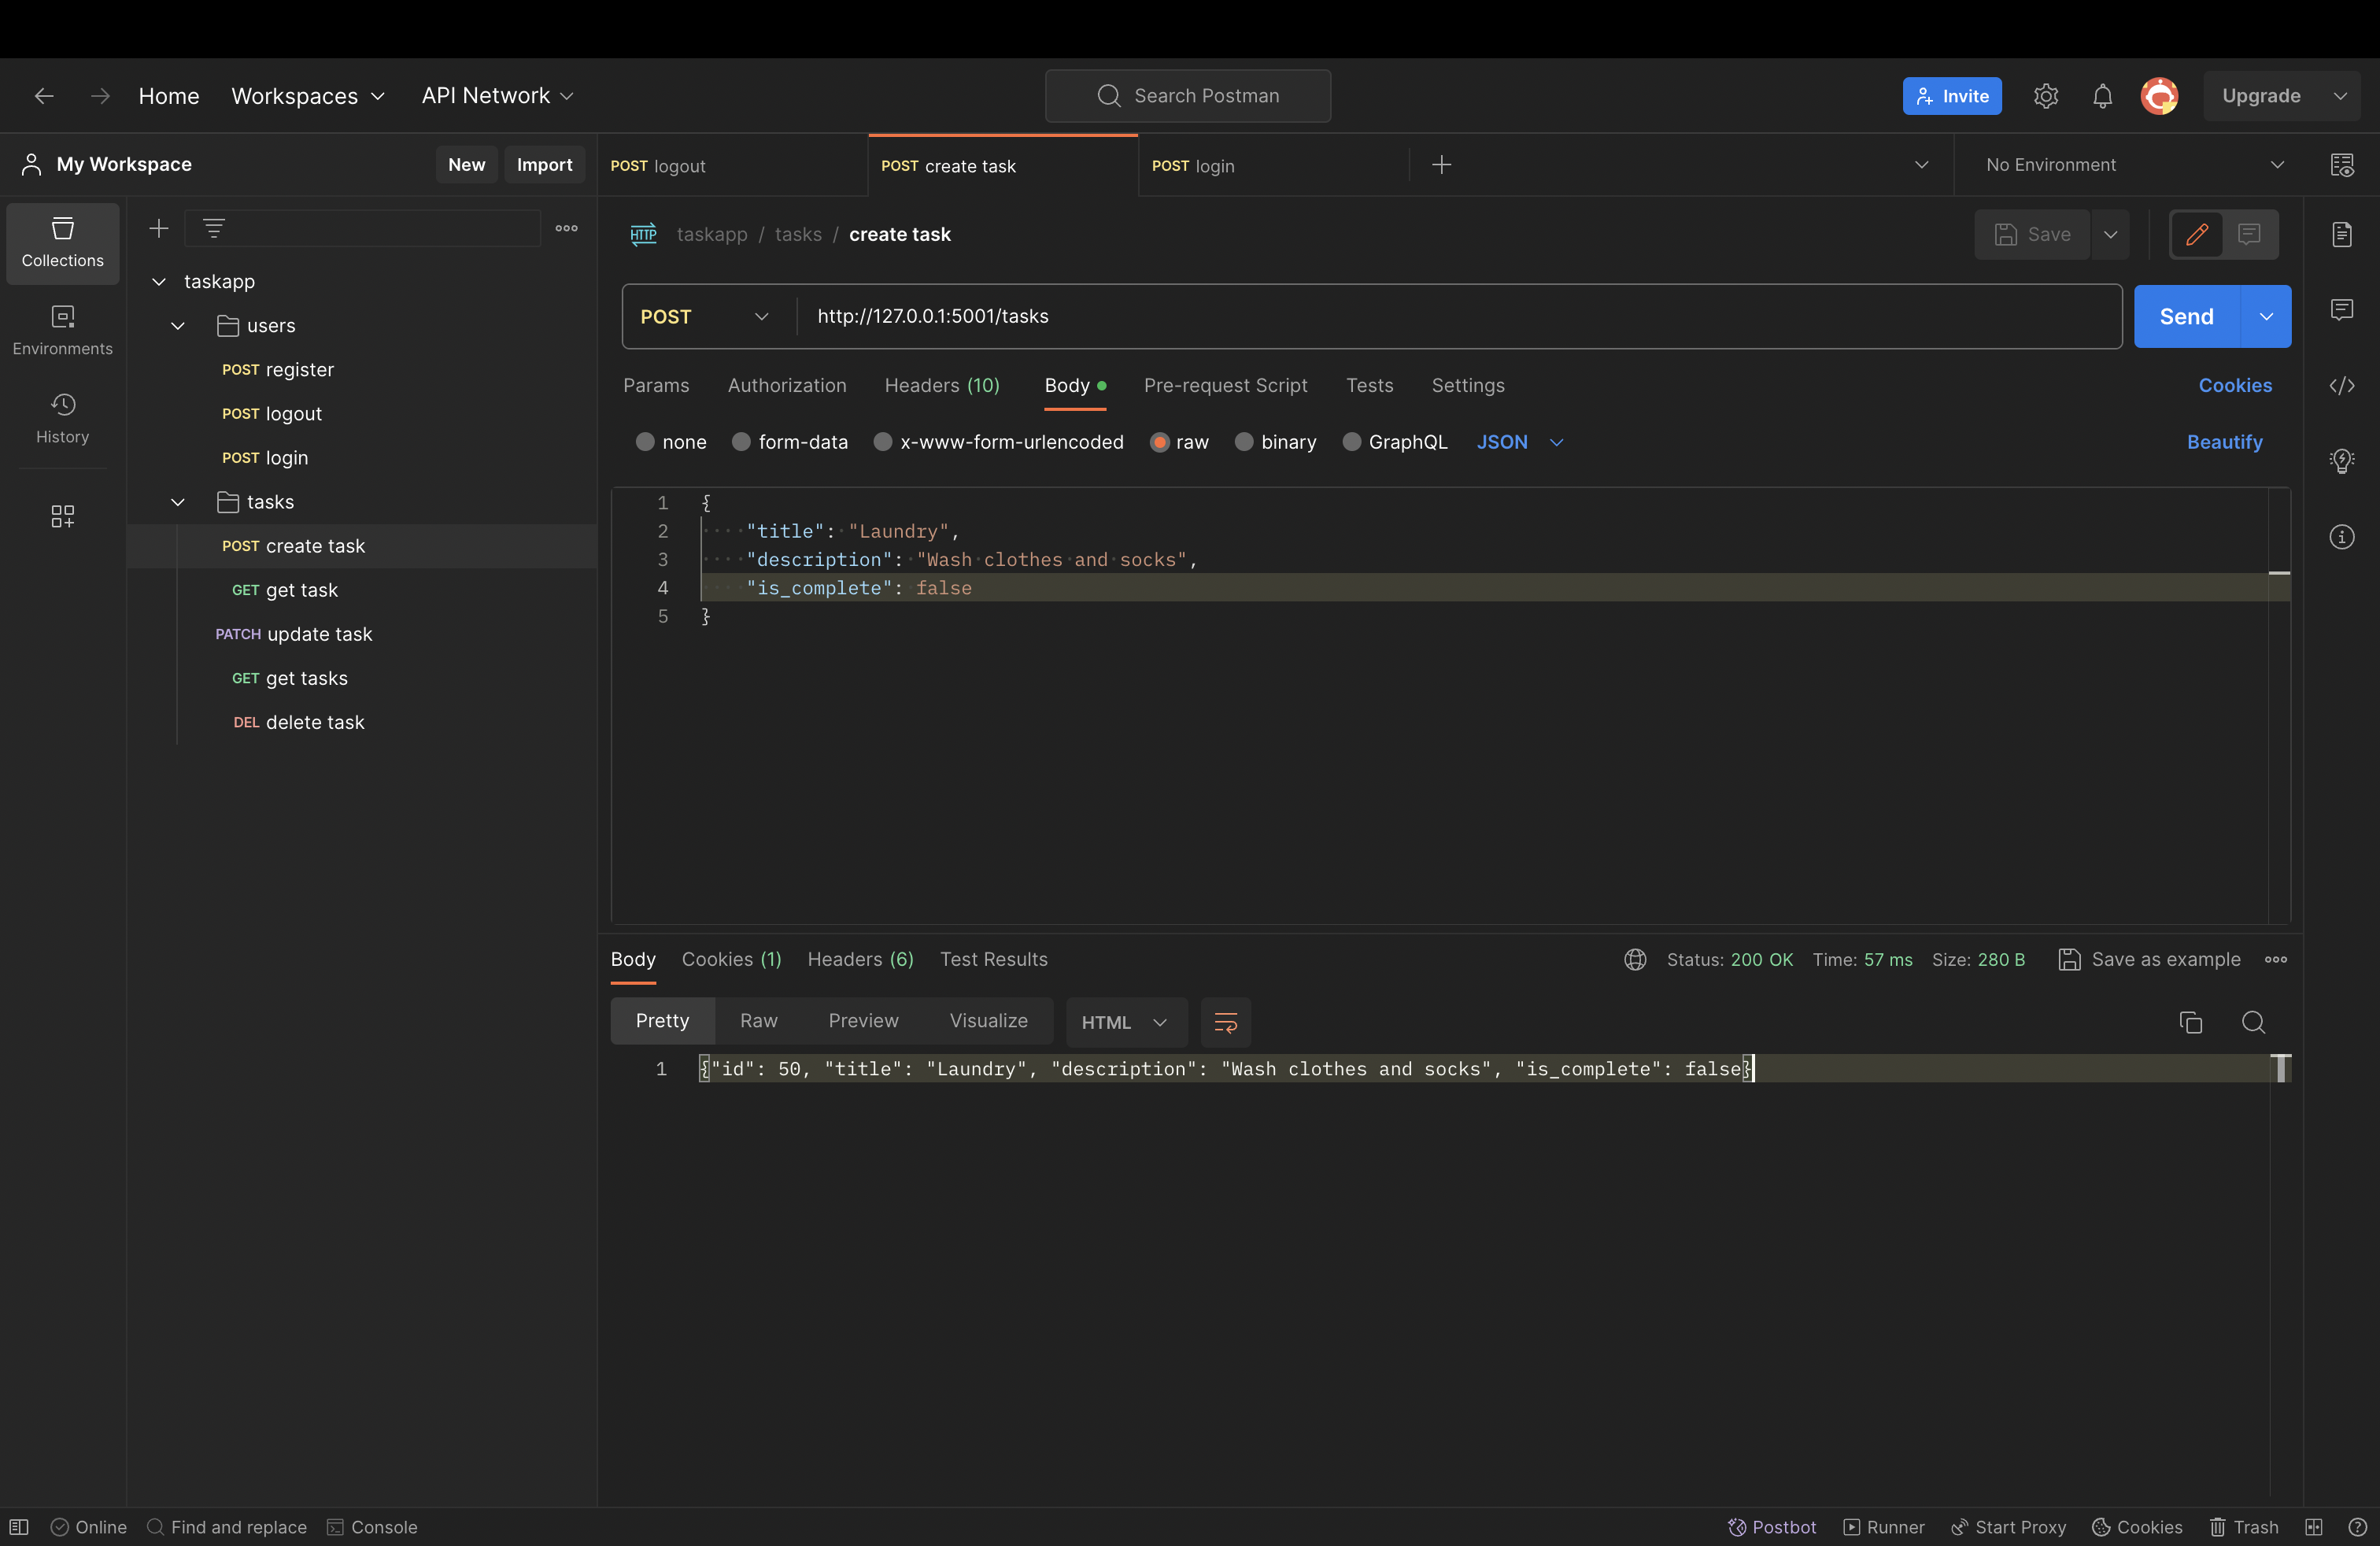 Home Workspaces API Network Search Postman Invite Upgrade
My Workspace New Import POST logout POST create task POST login No Environment
Collections
Environments
History
taskapp
users
POST register
POST logout
POST login
tasks
POST create task
GET get task
PATCH update task
GET get tasks
DEL delete task
HTTP taskapp / tasks / create task Save
POST http://127.0.0.1:5001/tasks Send
Params Authorization Headers (10) Body Pre-request Script Tests Settings Cookies
none form-data x-www-form-urlencoded raw binary GraphQL JSON Beautify
1 {
2 "title": "Laundry",
3 "description": "Wash clothes and socks",
4 "is_complete": false
5 }
Body Cookies (1) Headers (6) Test Results Status: 200 OK Time: 57 ms Size: 280 B Save as example
Pretty Raw Preview Visualize HTML
1 {"id": 50, "title": "Laundry", "description": "Wash clothes and socks", "is_complete": false}
Online Find and replace Console Postbot Runner Start Proxy Cookies Trash